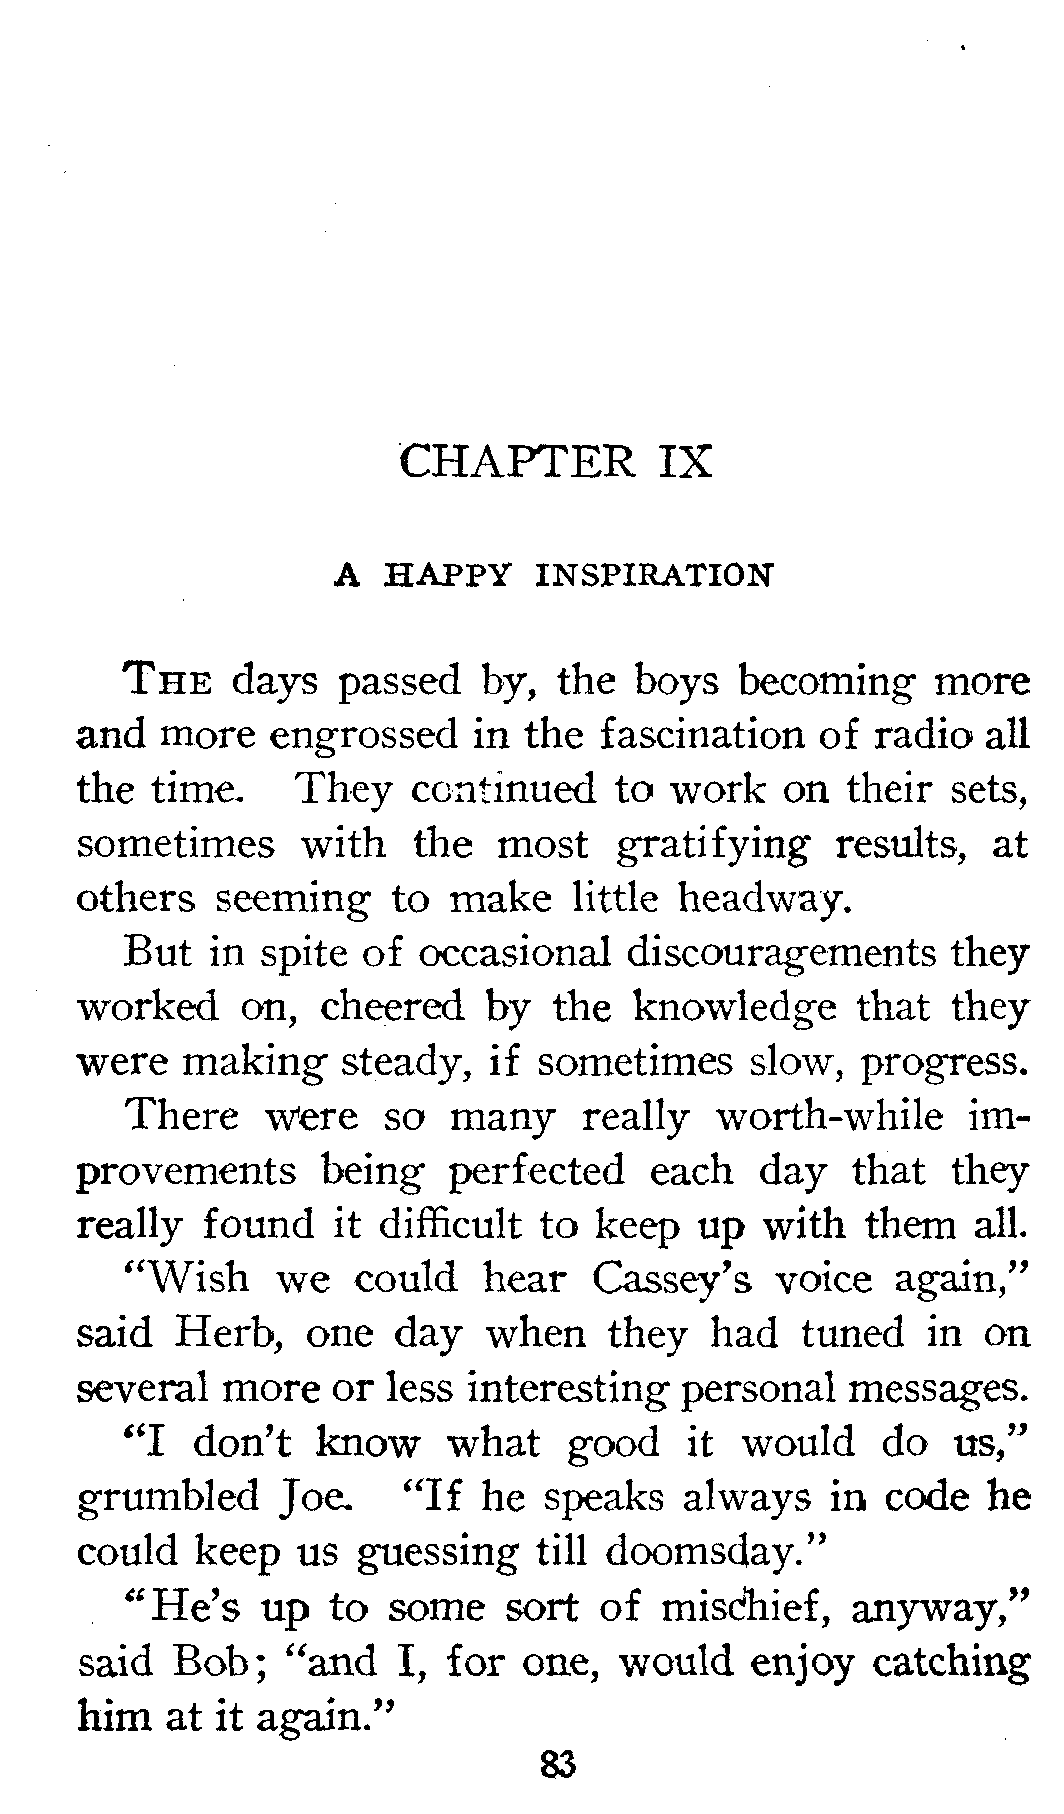 CHAPTER IX
A HAPPY INSPIRATION
THE days passed by, the boys becoming more
and more engrossed in the fascination of radio all
the time. They continued to work on their sets,
sometimes with the most gratifying results, at
others seeming to make little headway.
But in spite of occasional discouragements they
worked on, cheered by the knowledge that they
were making steady, if sometimes slow, progress.
There were so many really worth-while im-
provements being perfected each day that they
really found it difficult to keep up with them all.
"Wish we could hear Cassey's voice again,"
said Herb, one day when they had tuned in on
several more or less interesting personal messages.
"I don't know what good it would do us,"
grumbled Joe. "If he speaks always in code he
could keep us guessing till doomsday."
"He's up to some sort of mischief, anyway,"
said Bob; "and I, for one, would enjoy catching
him at it again."
83